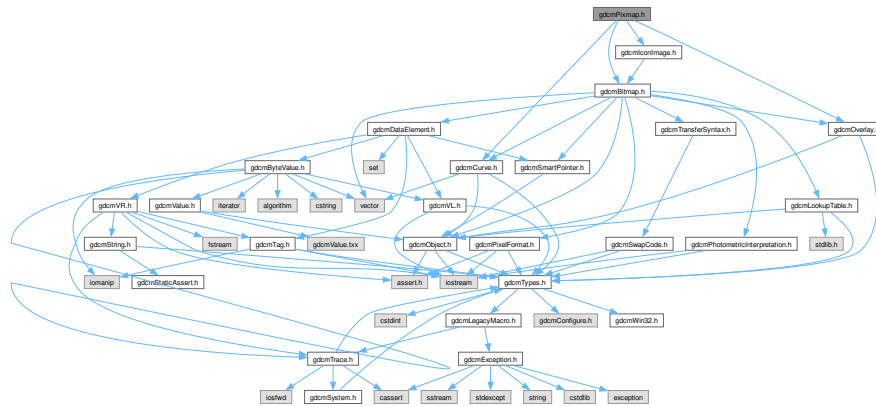 gdcmPixmap.h
gdcmIconImage.h
gdcmBitmap.h
gdcmDataElement.h
gdcmTransferSyntax.h
gdcmOverlay.h
gdcmByteValue.h
set
gdcmCurve.h
gdcmSmartPointer.h
gdcmVR.h
gdcmValue.h
iterator
algorithm
cstring
vector
gdcmVL.h
gdcmLookupTable.h
gdcmString.h
fstream
gdcmTag.h
gdcmValue.txx
gdcmObject.h
gdcmPixelFormat.h
gdcmSwapCode.h
gdcmPhotometricInterpretation.h
stdlib.h
iomanip
gdcmStaticAssert.h
assert.h
iostream
gdcmTypes.h
cstdint
gdcmLegacyMacro.h
gdcmConfigure.h
gdcmWin32.h
gdcmTrace.h
gdcmException.h
iosfwd
gdcmSystem.h
cassert
sstream
stdexcept
string
cstdlib
exception